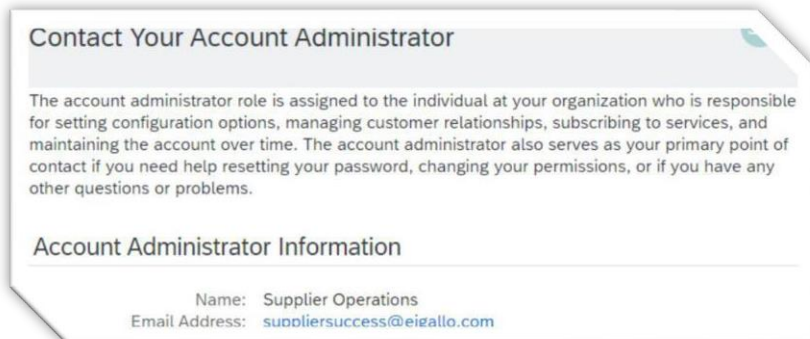 Contact Your Account Administrator
The account administrator role is assigned to the individual at your organization who is responsible
for setting configuration options, managing customer relationships, subscribing to services, and
maintaining the account over time. The account administrator also serves as your primary point of
contact if you need help resetting your password, changing your permissions, or if you have any
other questions or problems.
Account Administrator Information
Name: Supplier Operations
Email Address: suppliersuccess@ejgallo.com